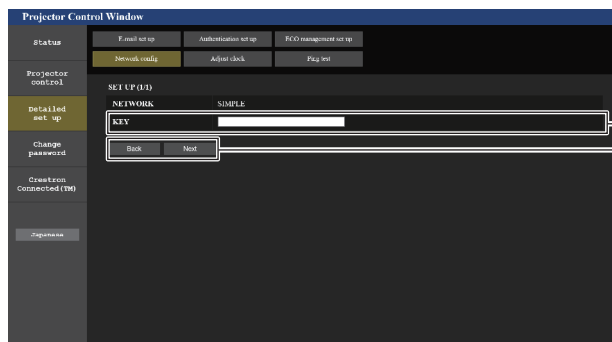 Projector Control Window
Status
E-mail set up
Authentication set up
ECO management set up
Network config
Adjust clock
Ping test
Projector
control
SET UP (1/1)
NETWORK SIMPLE
Detailed
set up
KEY
Change
password
Back Next
Crestron
Connected(TM)
Japanese